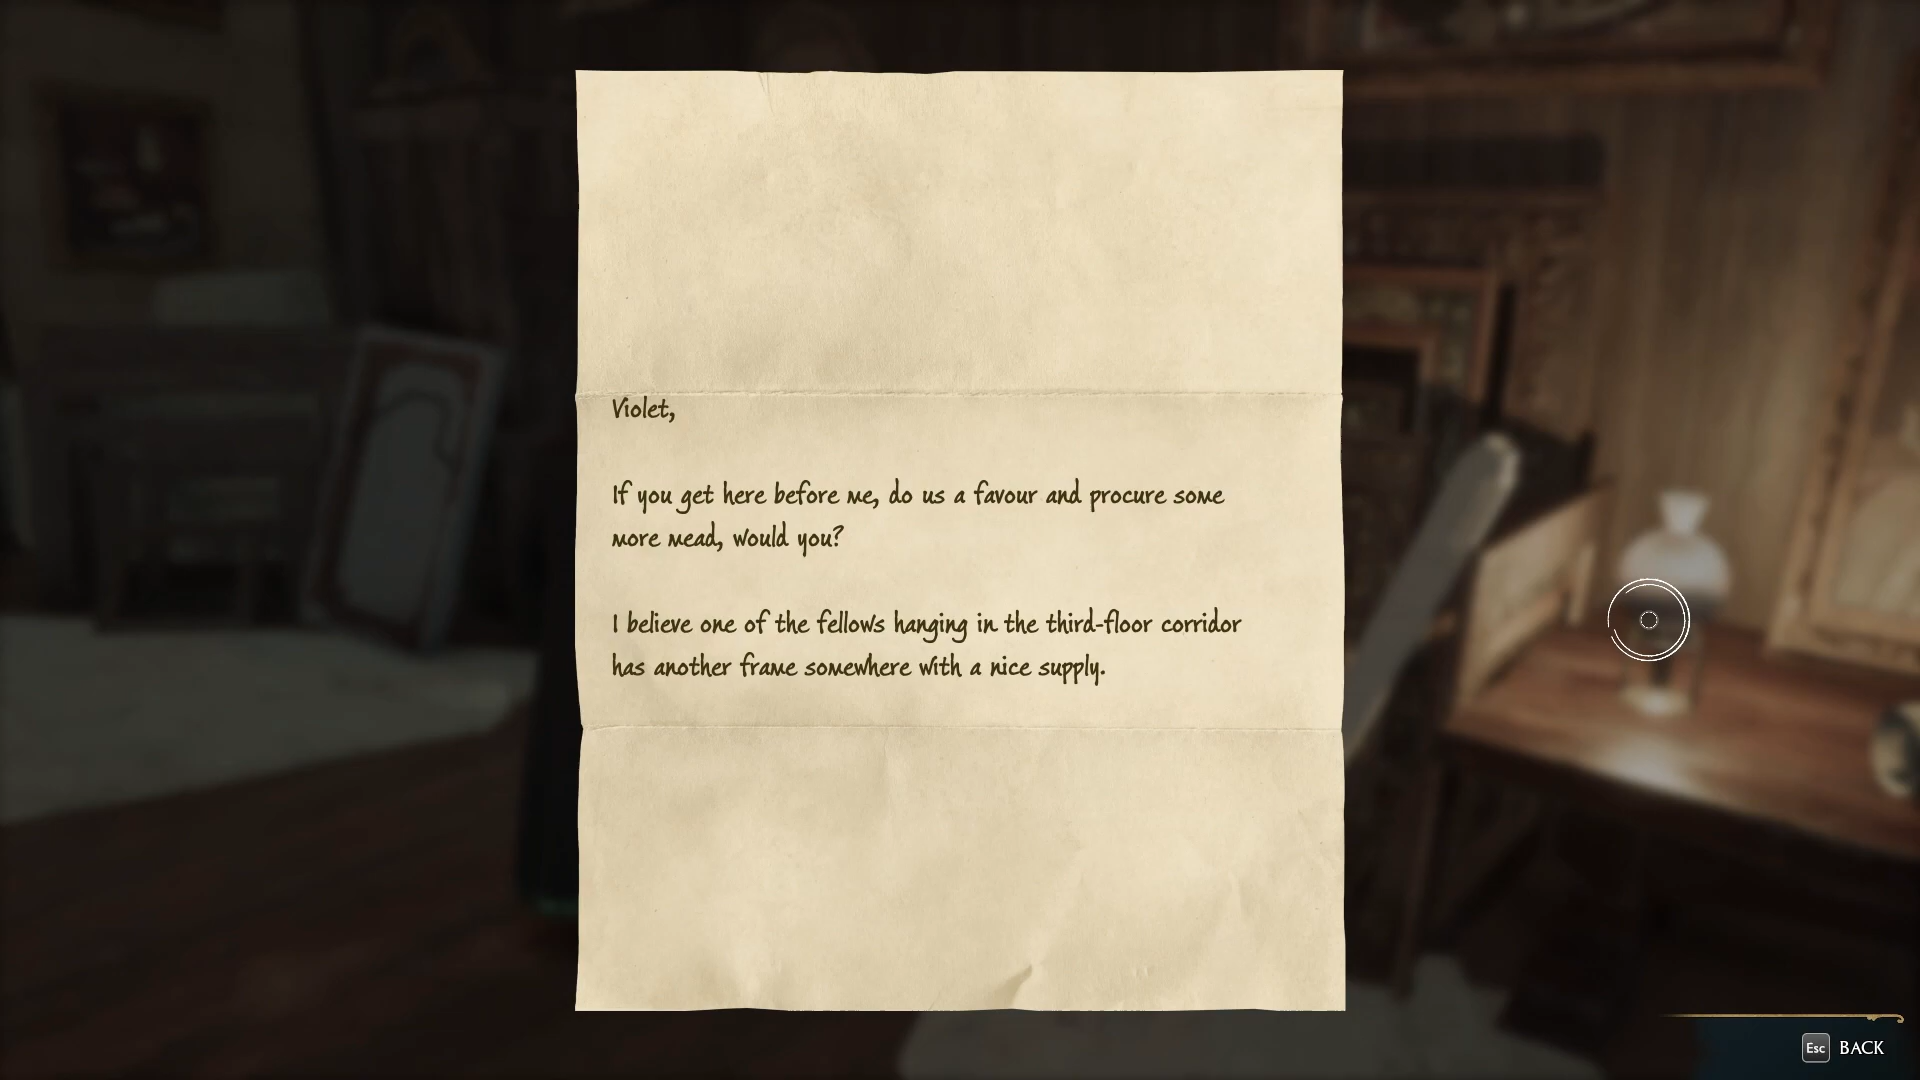 Violet,
If you get here before me, do us a favour and procure some
more mead, would you?
I believe one of the fellows hanging in the third-floor corridor
has another frame somewhere with a nice supply.
Esc BACK